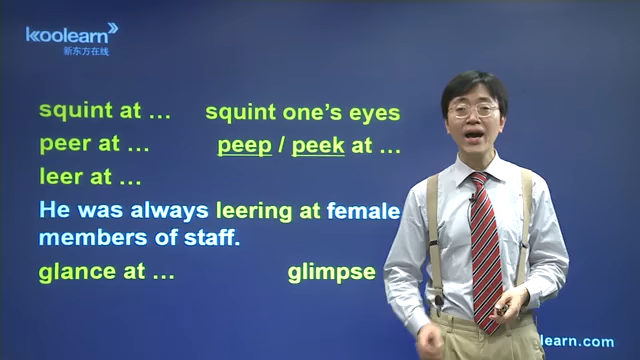 koolearn
新东方在线
squint at … squint one's eyes
peer at … peep / peek at …
leer at …
He was always leering at female
members of staff.
glance at … glimpse
learn.com